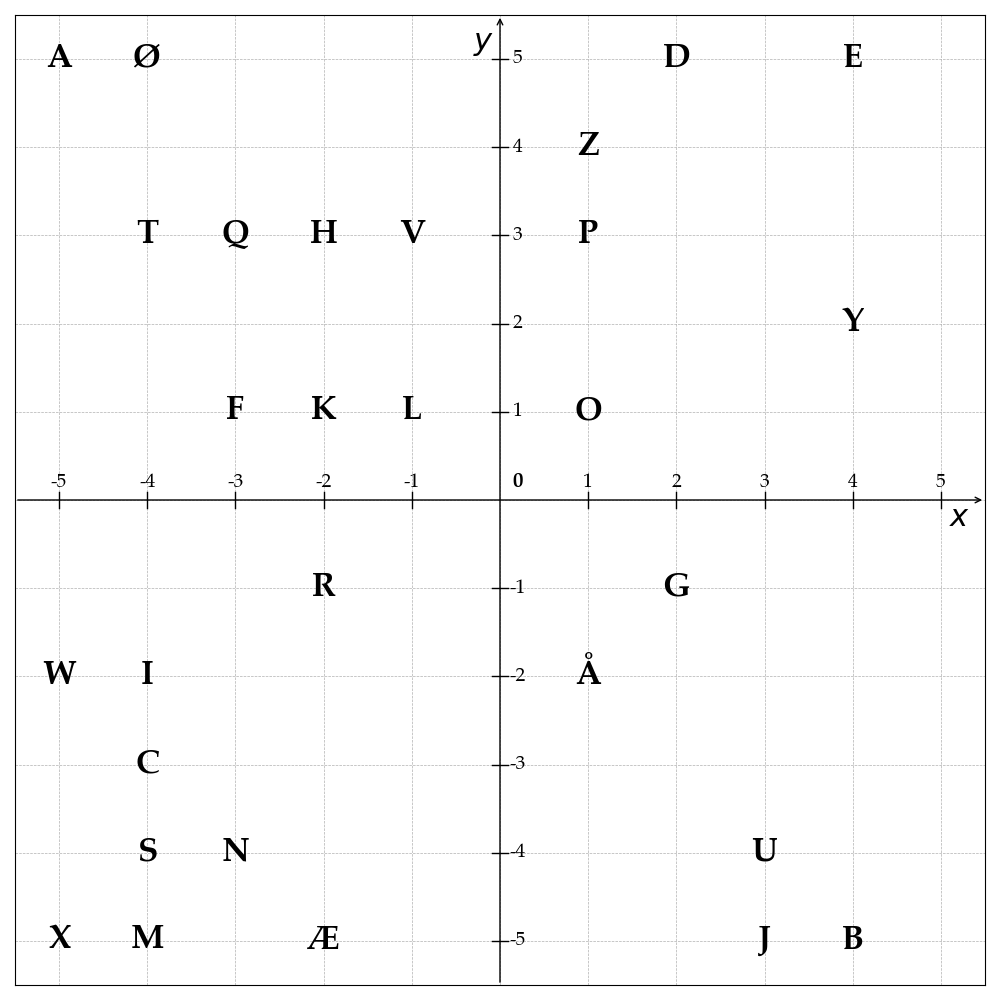 y
A Ø 5 D E
4 Z
T Q H V 3 P
2 Y
F K L 1 O
-5 -4 -3 -2 -1 0 1 2 3 4 5
x
R -1 G
W I -2 Å
C -3
S N -4 U
X M Æ -5 J B